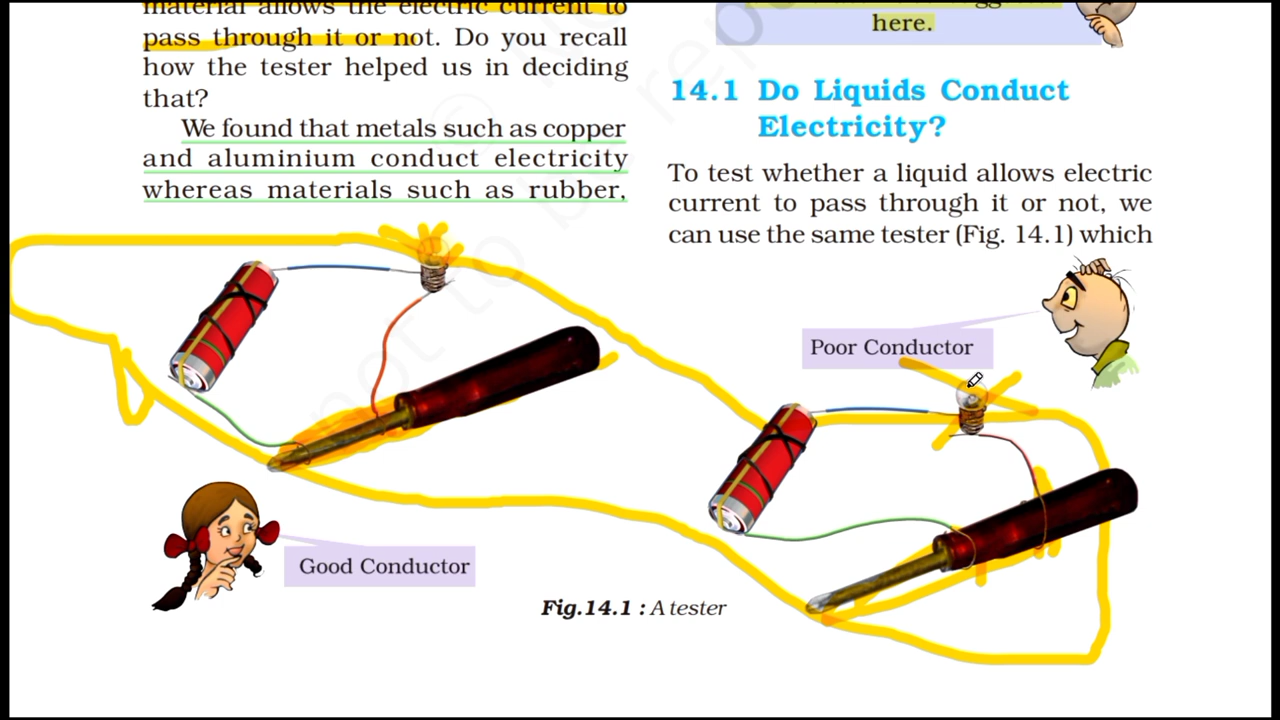 material allows the electric current to
pass through it or not. Do you recall
how the tester helped us in deciding
that?
We found that metals such as copper
and aluminium conduct electricity
whereas materials such as rubber,
here.
14.1 Do Liquids Conduct
Electricity?
To test whether a liquid allows electric
current to pass through it or not, we
can use the same tester (Fig. 14.1) which
Poor Conductor
Good Conductor
Fig.14.1 : A tester
not to be repu